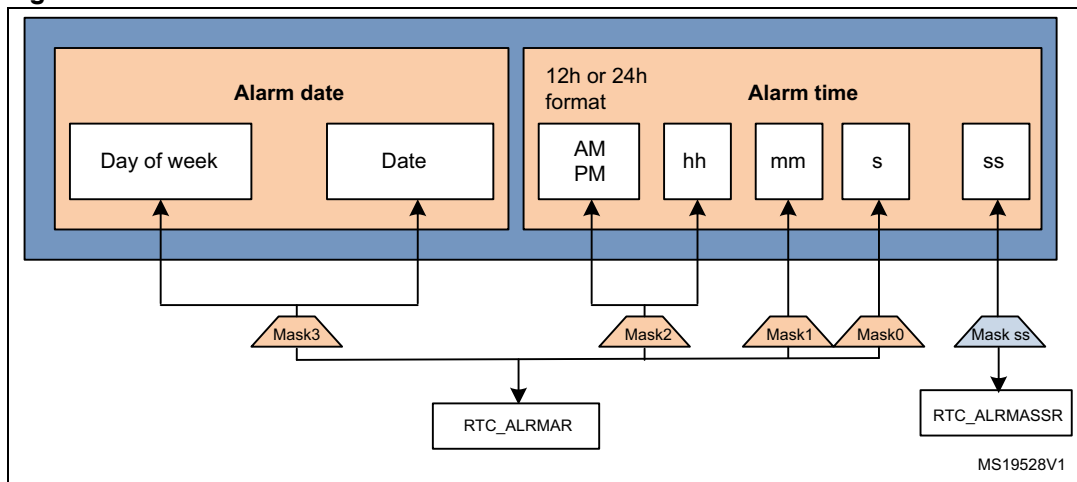 12h or 24h
format
Alarm date
Alarm time
Day of week
Date
AM
PM
hh
mm
s
ss
Mask3
Mask2
Mask1
Mask0
Mask ss
RTC_ALRMAR
RTC_ALRMASSR
MS19528V1